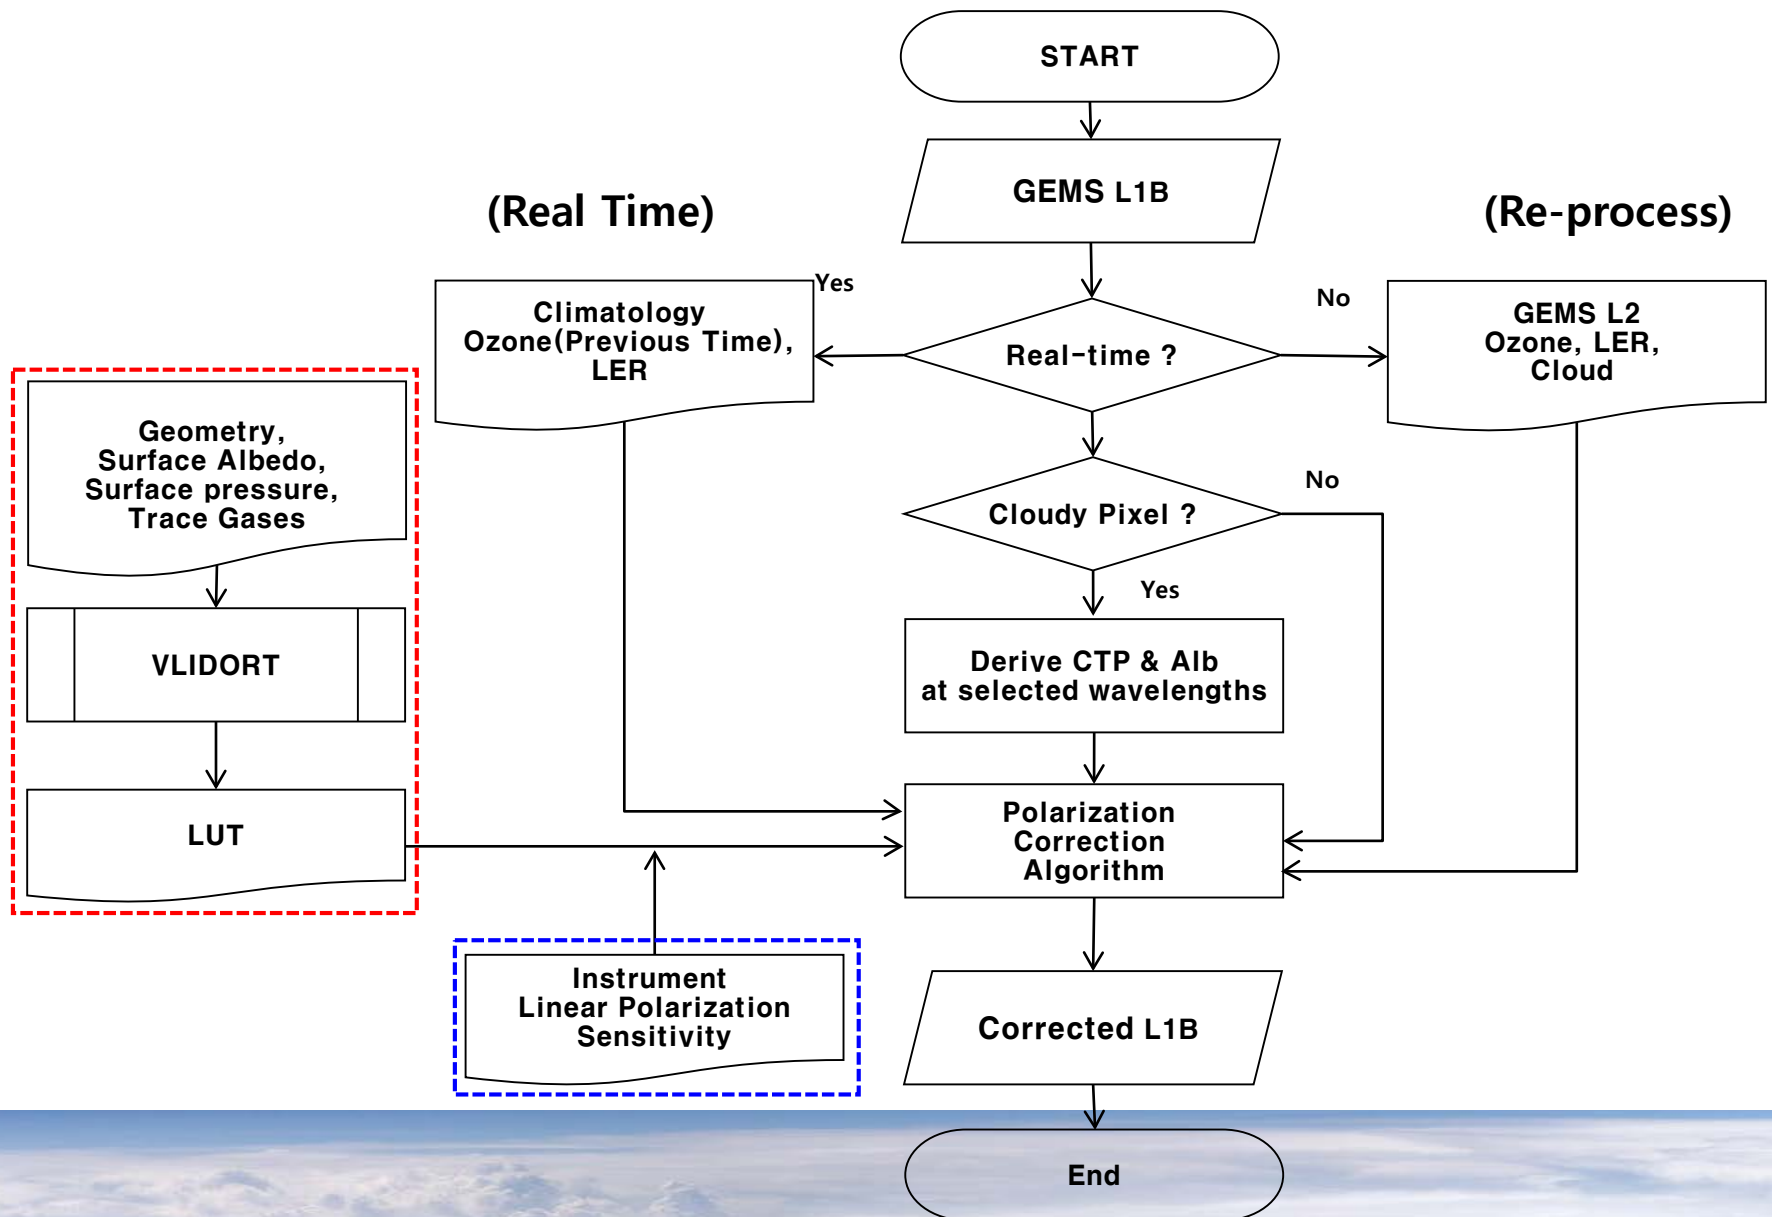 START
GEMS L1B
(Real Time)
(Re-process)
Yes
No
Climatology
Ozone(Previous Time),
LER
Real-time ?
GEMS L2
Ozone, LER,
Cloud
Geometry,
Surface Albedo,
Surface pressure,
Trace Gases
Cloudy Pixel ?
No
Yes
VLIDORT
Derive CTP & Alb
at selected wavelengths
LUT
Polarization
Correction
Algorithm
Instrument
Linear Polarization
Sensitivity
Corrected L1B
End